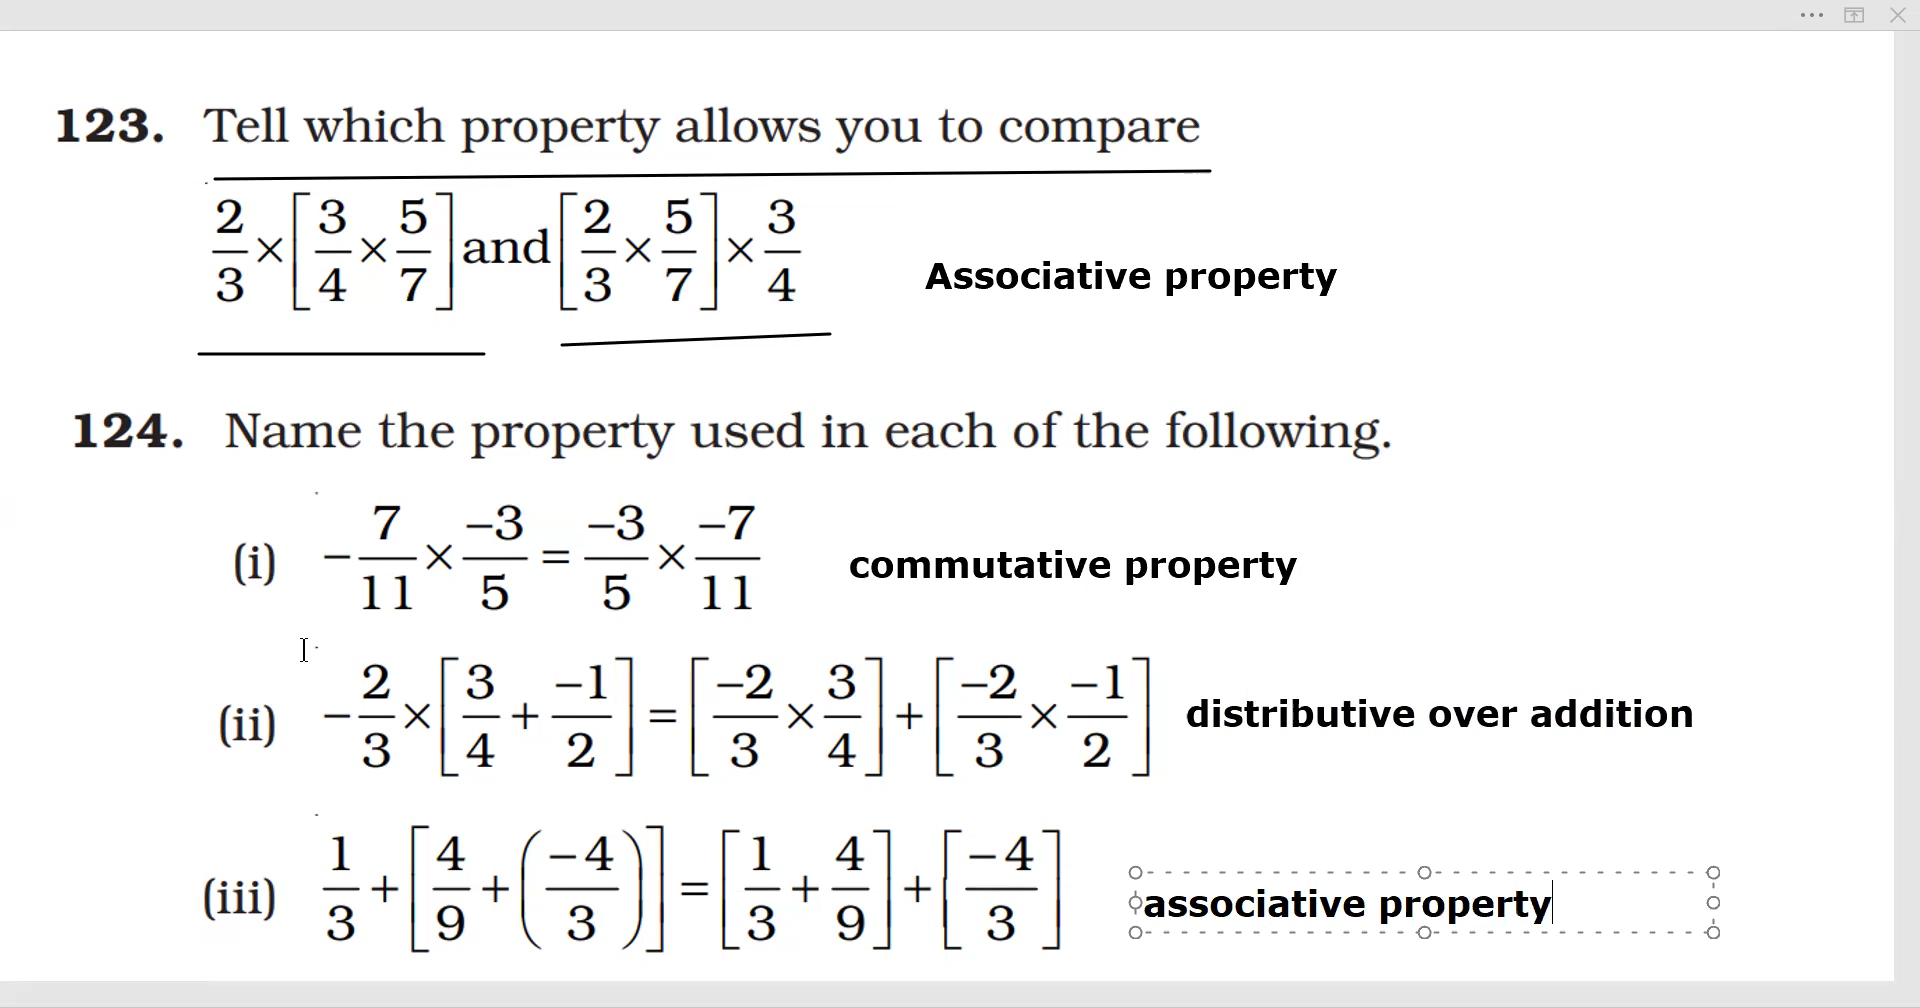 123. Tell which property allows you to compare
2/3 × [3/4 × 5/7] and [2/3 × 5/7] × 3/4 Associative property
124. Name the property used in each of the following.
(i) −7/11 × −3/5 = −3/5 × −7/11 commutative property
(ii) −2/3 × [3/4 + −1/2] = [−2/3 × 3/4] + [−2/3 × −1/2] distributive over addition
(iii) 1/3 + [4/9 + (−4/3)] = [1/3 + 4/9] + [−4/3] associative property